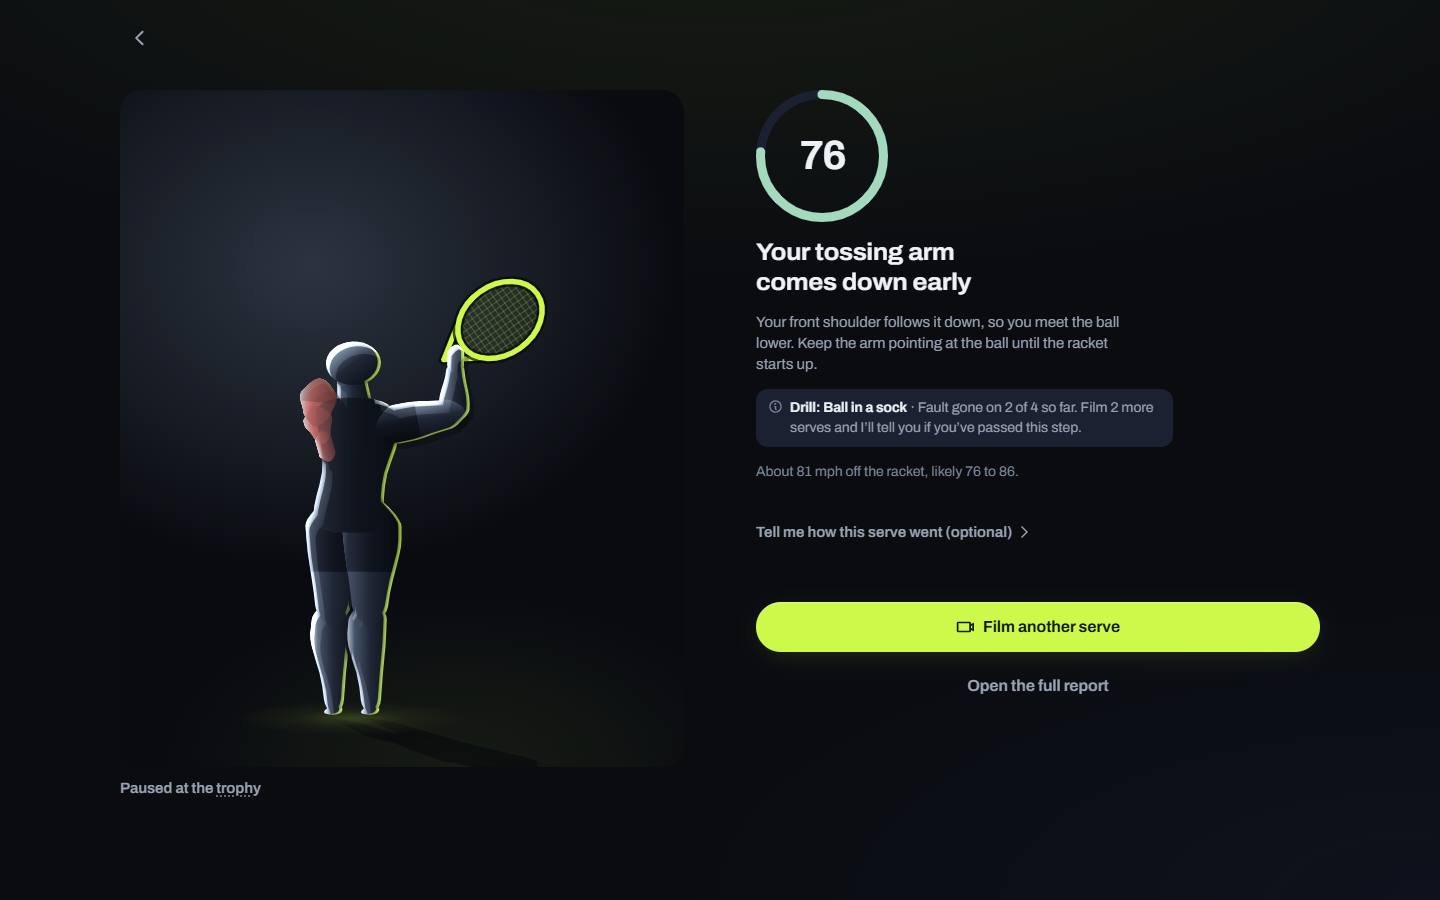 76
Your tossing arm
comes down early
Your front shoulder follows it down, so you meet the ball
lower. Keep the arm pointing at the ball until the racket
starts up.
Drill: Ball in a sock · Fault gone on 2 of 4 so far. Film 2 more
serves and I’ll tell you if you’ve passed this step.
About 81 mph off the racket, likely 76 to 86.
Tell me how this serve went (optional)
Film another serve
Open the full report
Paused at the trophy